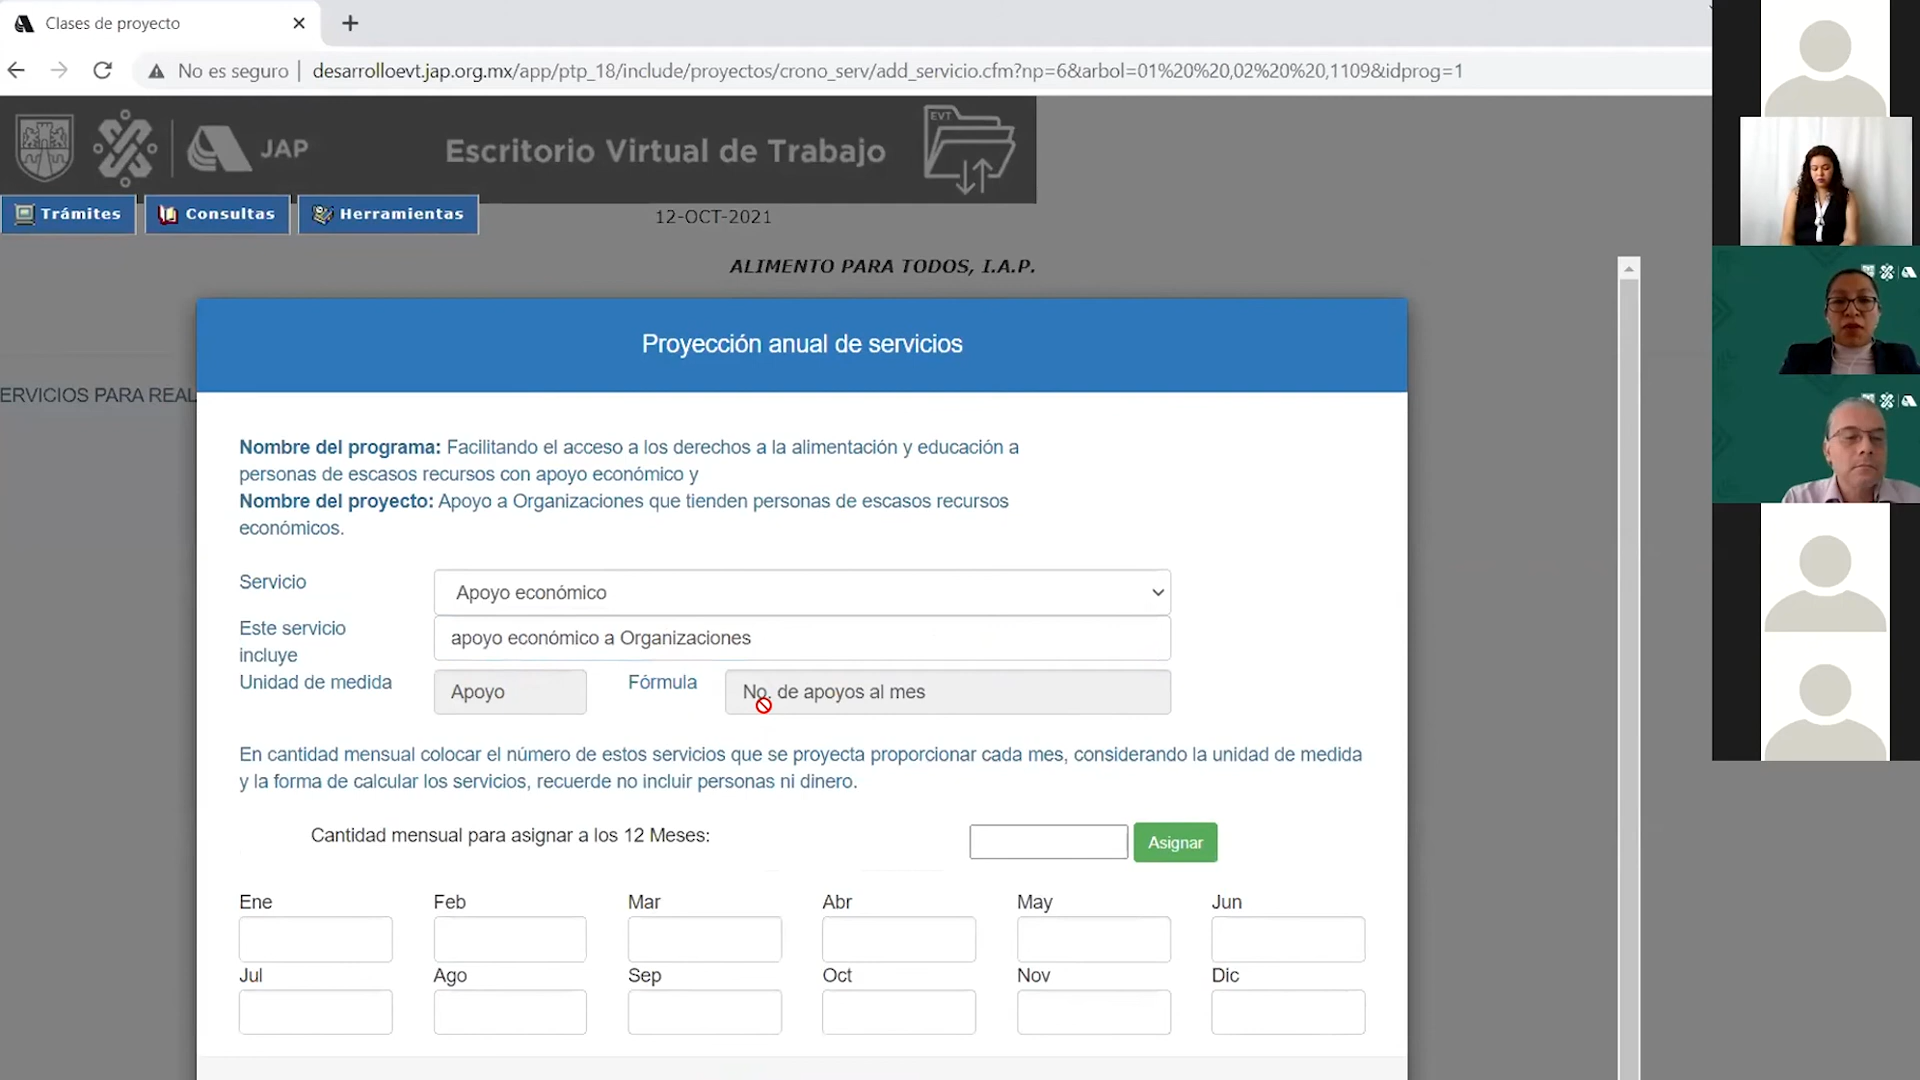 Clases de proyecto
No es seguro | desarrolloevt.jap.org.mx/app/ptp_18/include/proyectos/crono_serv/add_servicio.cfm?np=6&arbol=01%20%20,02%20%20,1109&idprog=1
JAP
Escritorio Virtual de Trabajo
EVT
Trámites
Consultas
Herramientas
12-OCT-2021
ALIMENTO PARA TODOS, I.A.P.
Proyección anual de servicios
ERVICIOS PARA REAL
Nombre del programa: Facilitando el acceso a los derechos a la alimentación y educación a
personas de escasos recursos con apoyo económico y
Nombre del proyecto: Apoyo a Organizaciones que tienden personas de escasos recursos
económicos.
Servicio
Apoyo económico
Este servicio
incluye
apoyo económico a Organizaciones
Unidad de medida
Apoyo
Fórmula
No. de apoyos al mes
En cantidad mensual colocar el número de estos servicios que se proyecta proporcionar cada mes, considerando la unidad de medida
y la forma de calcular los servicios, recuerde no incluir personas ni dinero.
Cantidad mensual para asignar a los 12 Meses:
Asignar
Ene Feb Mar Abr May Jun
Jul Ago Sep Oct Nov Dic